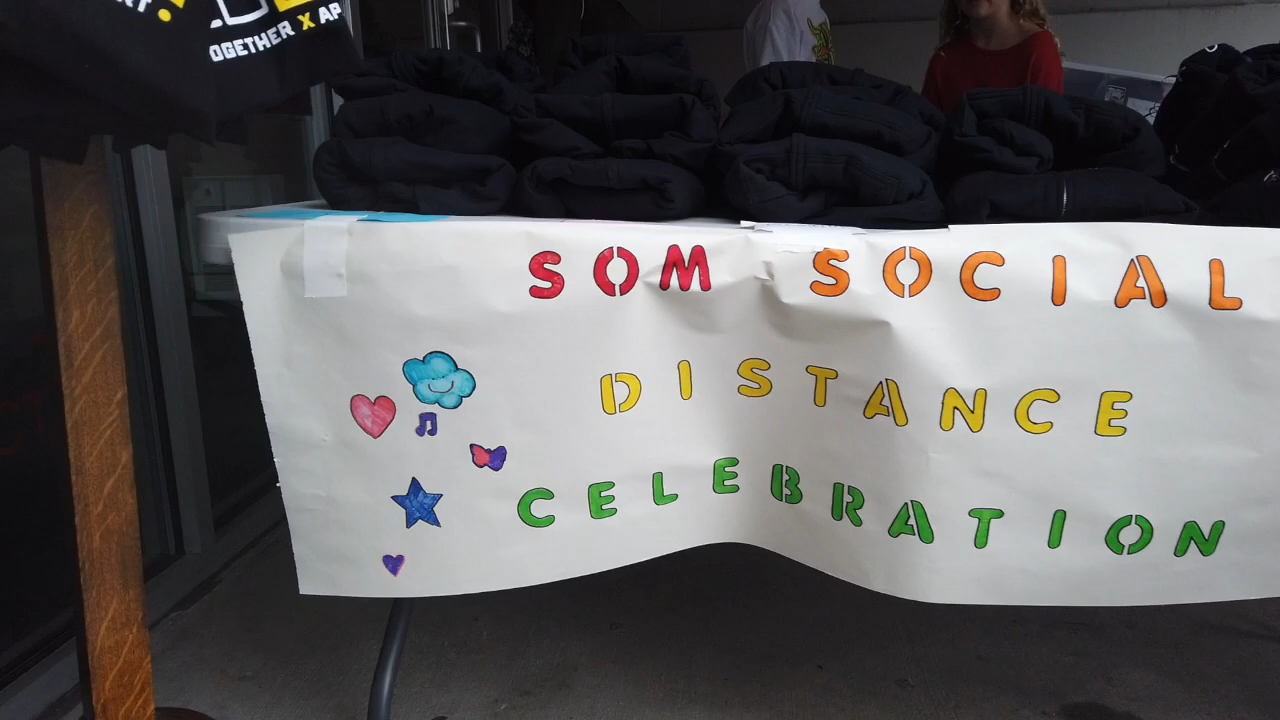 OGETHER X AP
SOM SOCIAL
DISTANCE
CELEBRATION